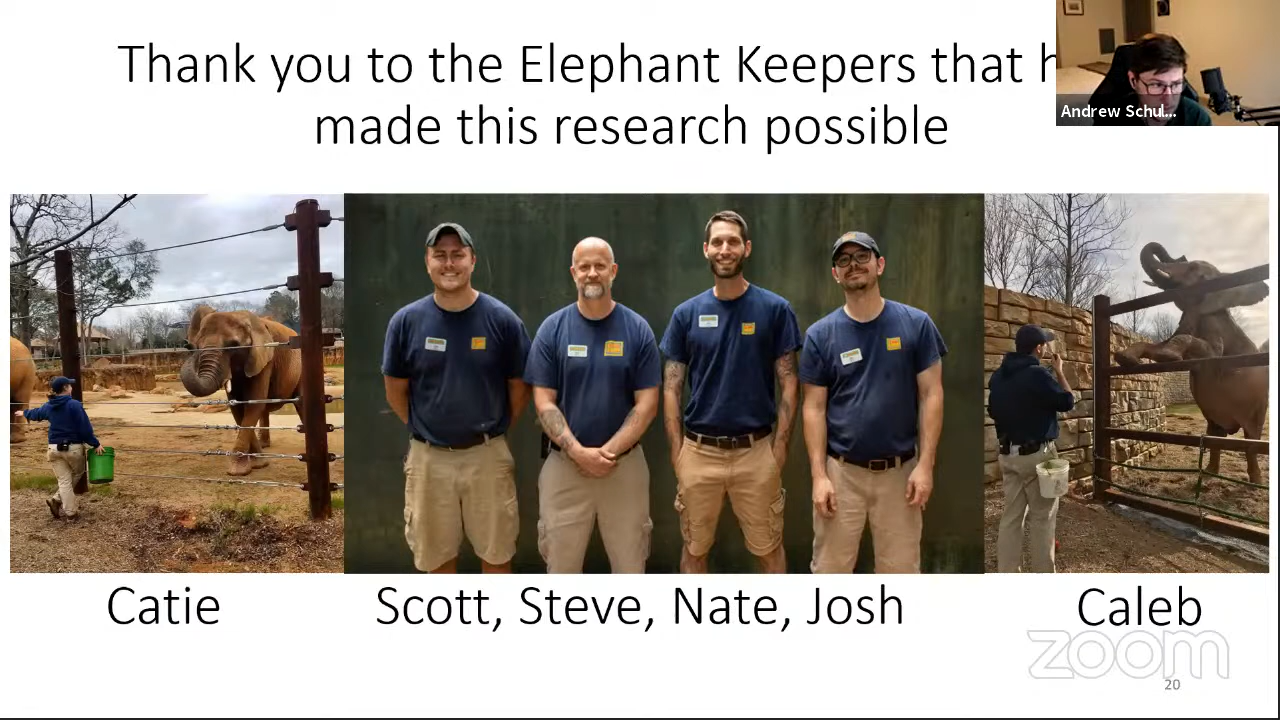 Thank you to the Elephant Keepers that h
made this research possible
Andrew Schul...
Catie
Scott, Steve, Nate, Josh
Caleb
zoom
20